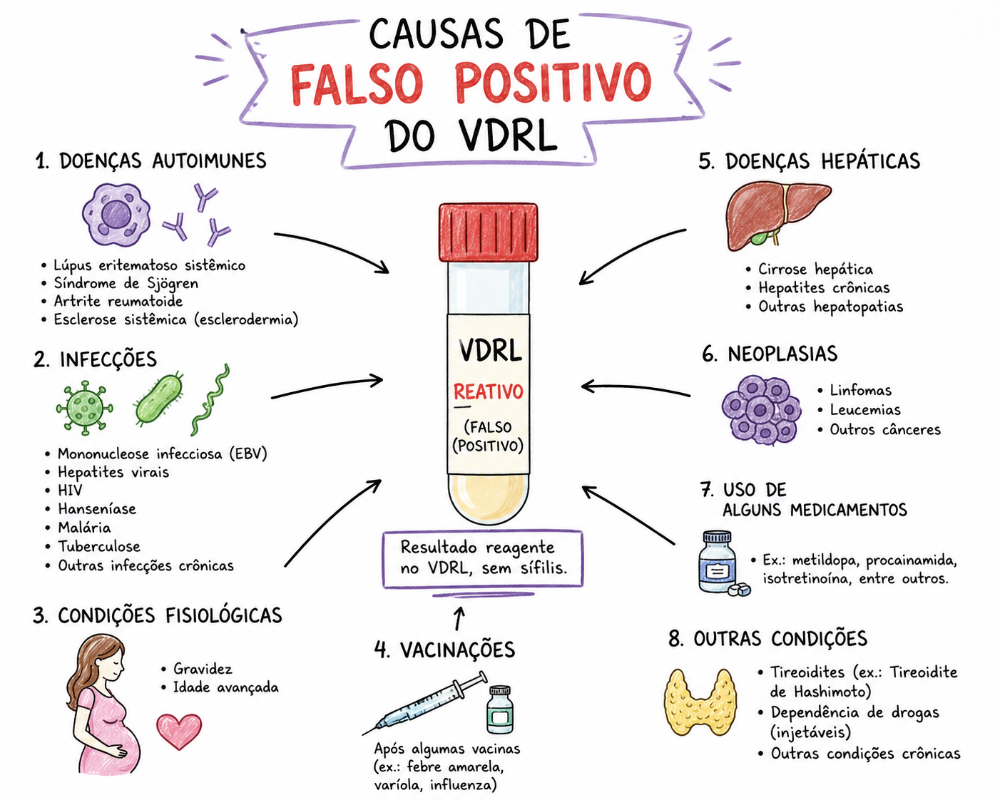 CAUSAS DE
FALSO POSITIVO
DO VDRL
1. DOENÇAS AUTOIMUNES
• Lúpus eritematoso sistêmico
• Síndrome de Sjögren
• Artrite reumatoide
• Esclerose sistêmica (esclerodermia)
2. INFECÇÕES
• Mononucleose infecciosa (EBV)
• Hepatites virais
• HIV
• Hanseníase
• Malária
• Tuberculose
• Outras infecções crônicas
3. CONDIÇÕES FISIOLÓGICAS
• Gravidez
• Idade avançada
VDRL
REATIVO
(FALSO
(POSITIVO)
Resultado reagente
no VDRL, sem sífilis.
4. VACINAÇÕES
Após algumas vacinas
(ex.: febre amarela,
varíola, influenza)
5. DOENÇAS HEPÁTICAS
• Cirrose hepática
• Hepatites crônicas
• Outras hepatopatias
6. NEOPLASIAS
• Linfomas
• Leucemias
• Outros cânceres
7. USO DE
ALGUNS MEDICAMENTOS
• Ex.: metildopa, procainamida,
isotretinoína, entre outros.
8. OUTRAS CONDIÇÕES
• Tireoidites (ex.: Tireoidite
de Hashimoto)
• Dependência de drogas
(injetáveis)
• Outras condições crônicas